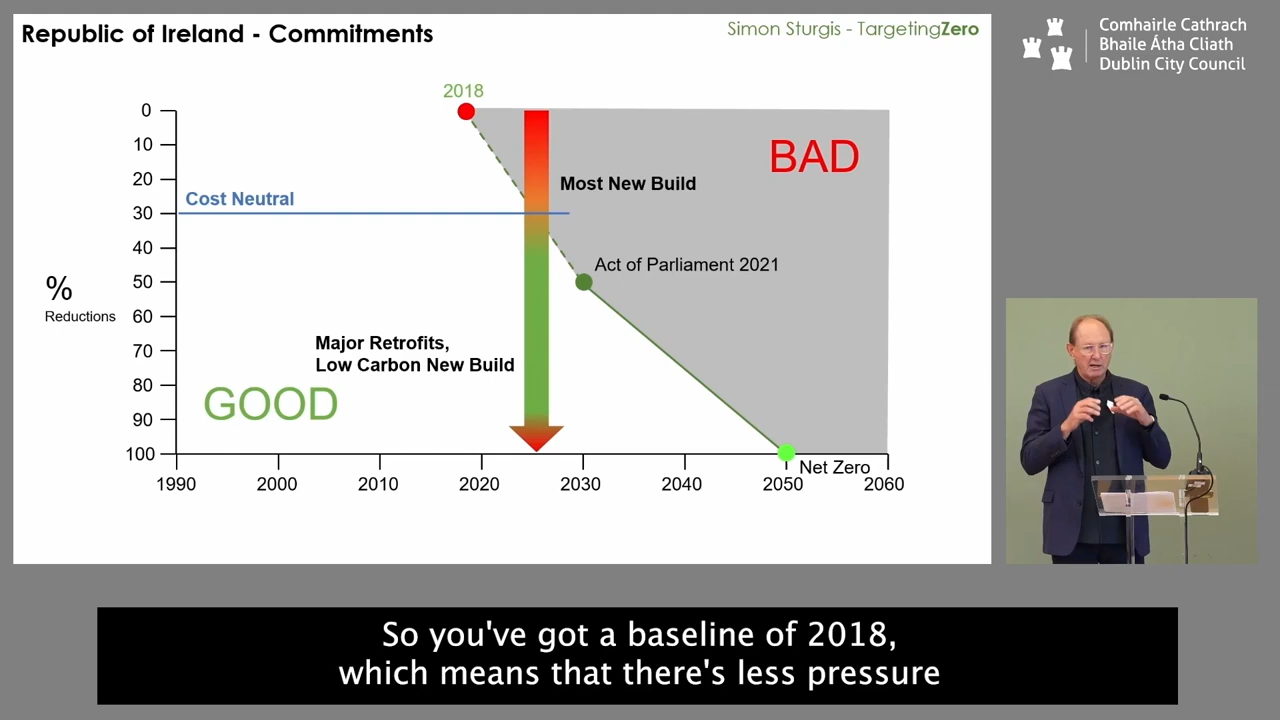 Republic of Ireland - Commitments
Simon Sturgis - TargetingZero
Comhairle Cathrach
Bhaile Átha Cliath
Dublin City Council
2018
0
10
20
30
40
50
60
70
80
90
100
%
Reductions
Cost Neutral
BAD
Most New Build
Act of Parliament 2021
Major Retrofits,
Low Carbon New Build
GOOD
Net Zero
1990
2000
2010
2020
2030
2040
2050
2060
So you've got a baseline of 2018,
which means that there's less pressure